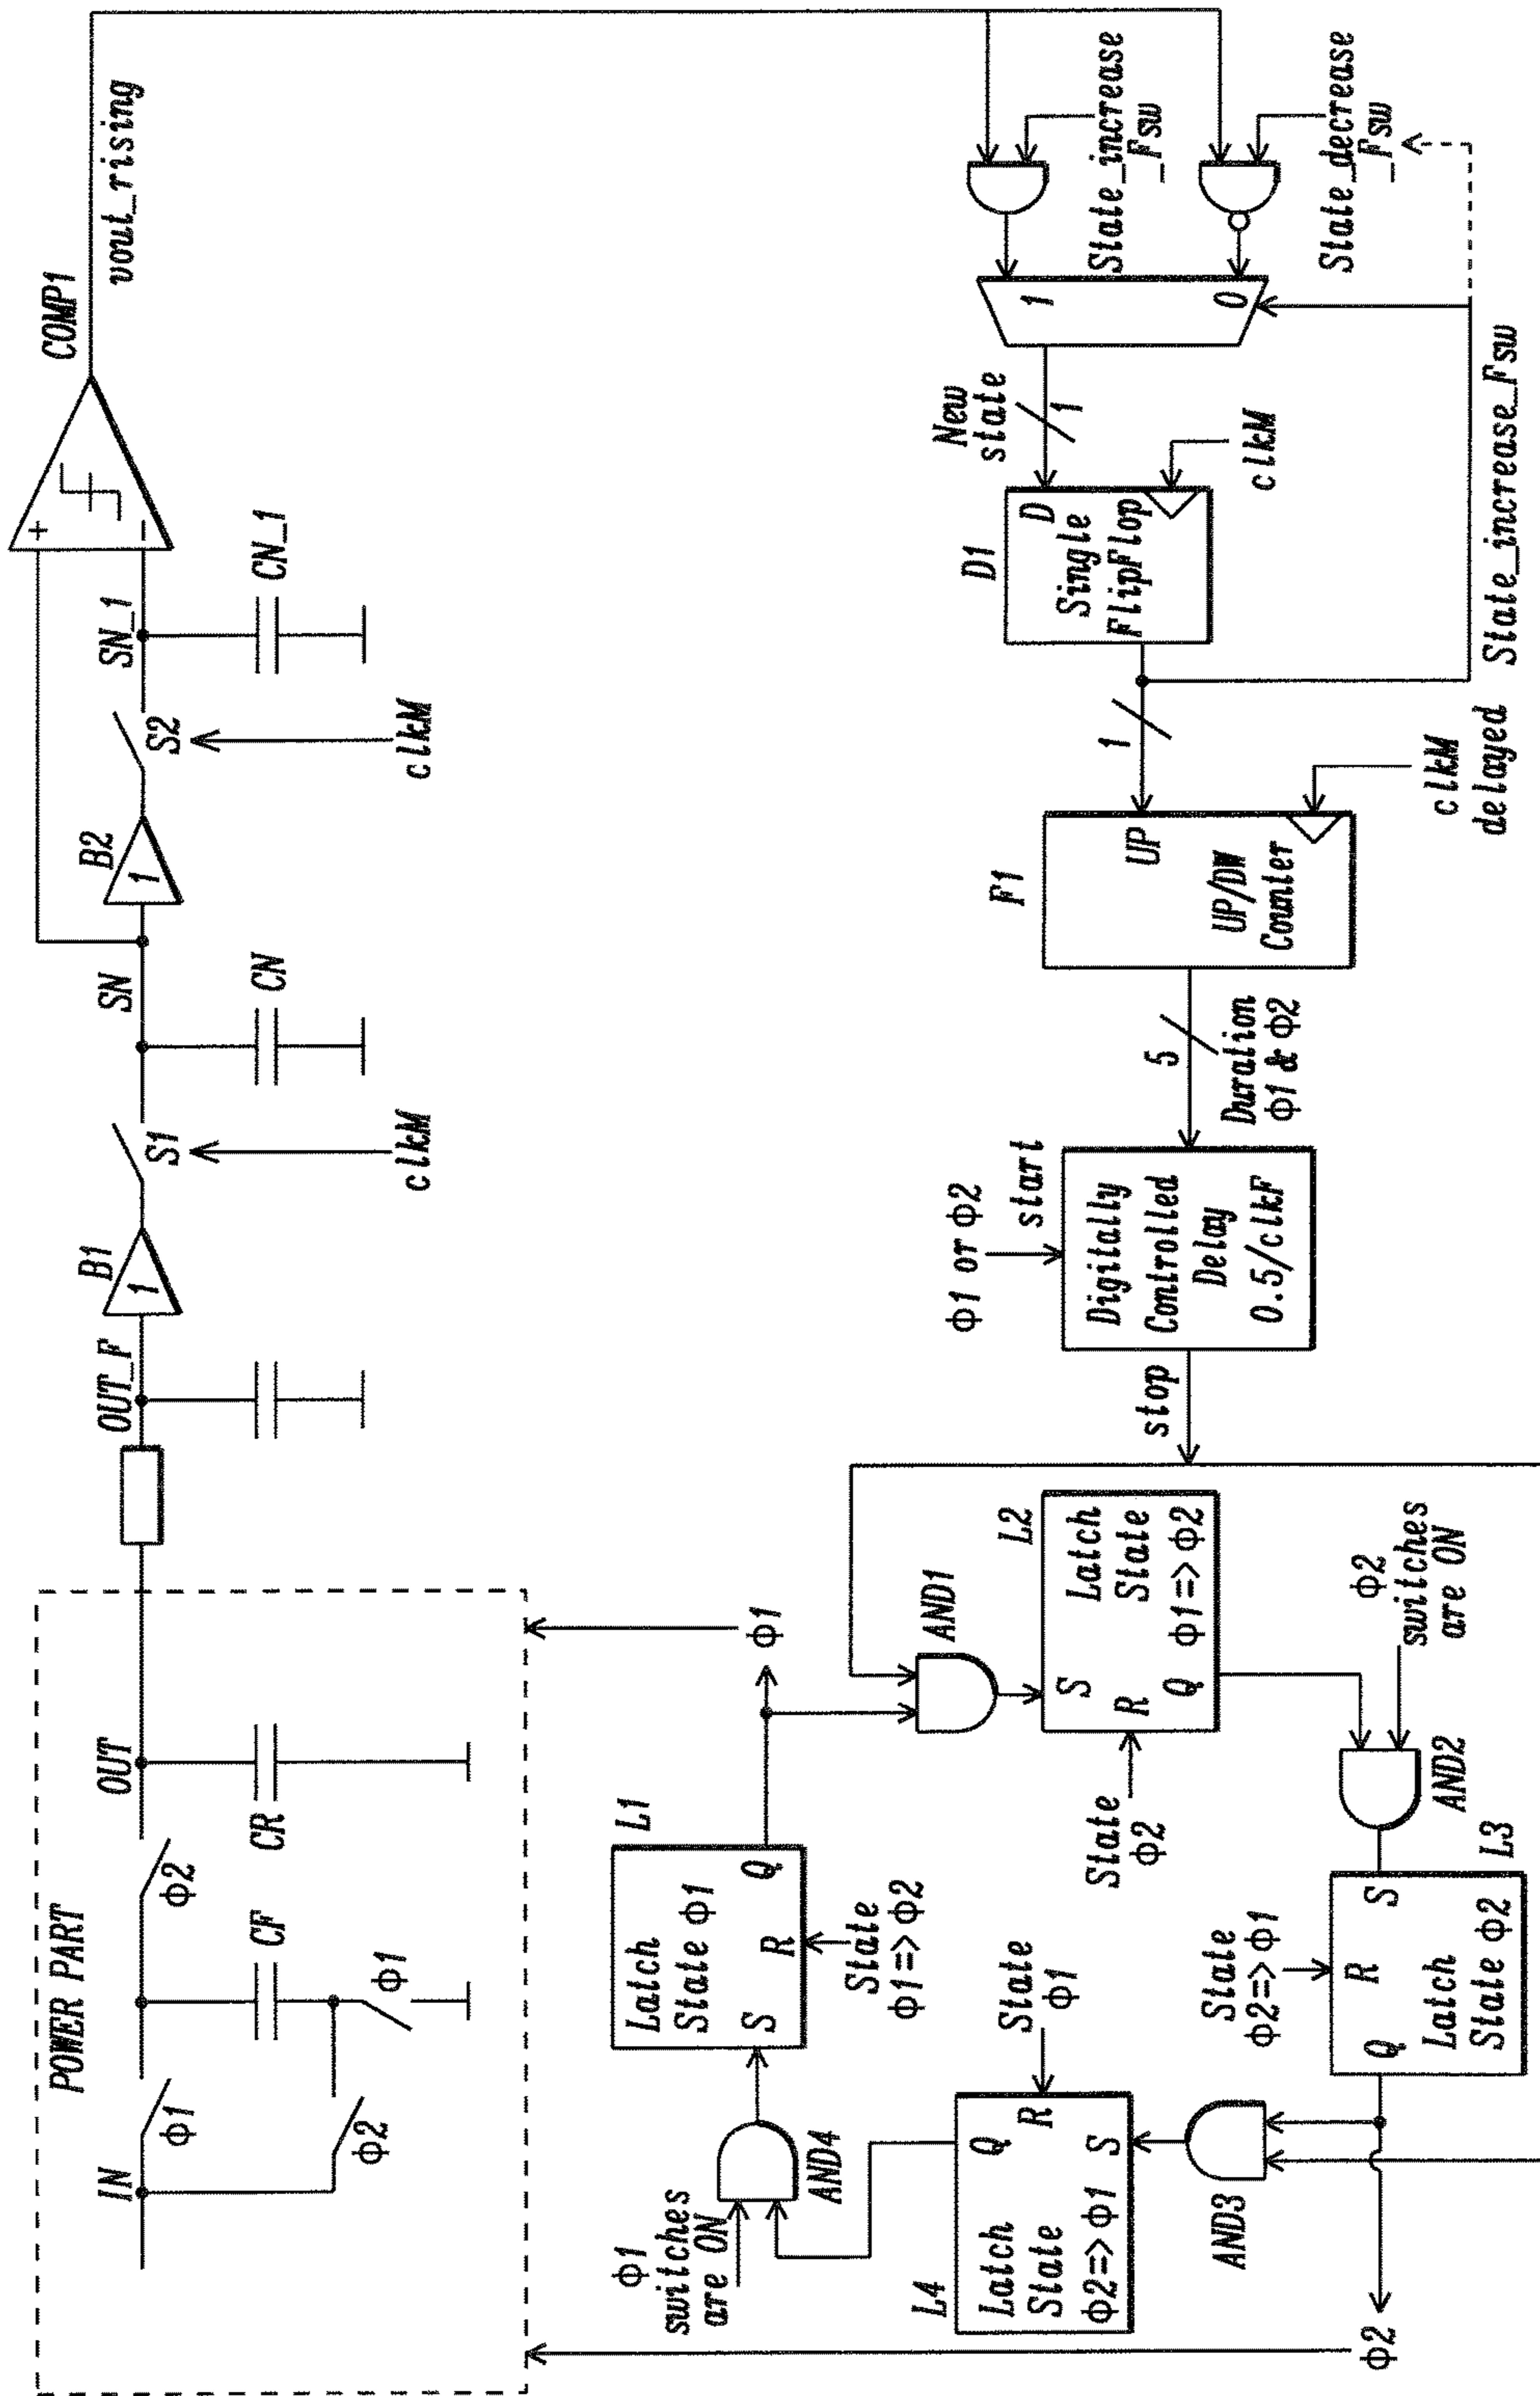 POWER PART
IN
Φ1
Φ2
CF
Φ1
Φ2
CR
OUT
OUT_F
B1
1
S1
clkM
SN
CN
B2
1
S2
clkM
SN_1
CN_1
+
−
COMP1
vout_rising
Φ1
switches
are ON
AND4
Latch
State Φ1
S
R
Q
L1
State
Φ1=>Φ2
Φ1
AND1
L2
Latch
State
Φ1=>Φ2
S
R
Q
State
Φ2
Φ2
switches
are ON
AND2
L3
S
R
Q
Latch
State Φ2
State
Φ2=>Φ1
AND3
L4
Latch
State
Φ2=>Φ1
Q
R
S
State
Φ1
Φ2
stop
Φ1 or Φ2
start
Digitally
Controlled
Delay
0.5/clkF
5
Duration
Φ1 & Φ2
F1
UP
UP/DW
Counter
clkM
delayed
1
D1
D
Single
FlipFlop
clkM
New
state
1
1
0
State_increase
_Fsw
State_decrease
_Fsw
State_increase_Fsw